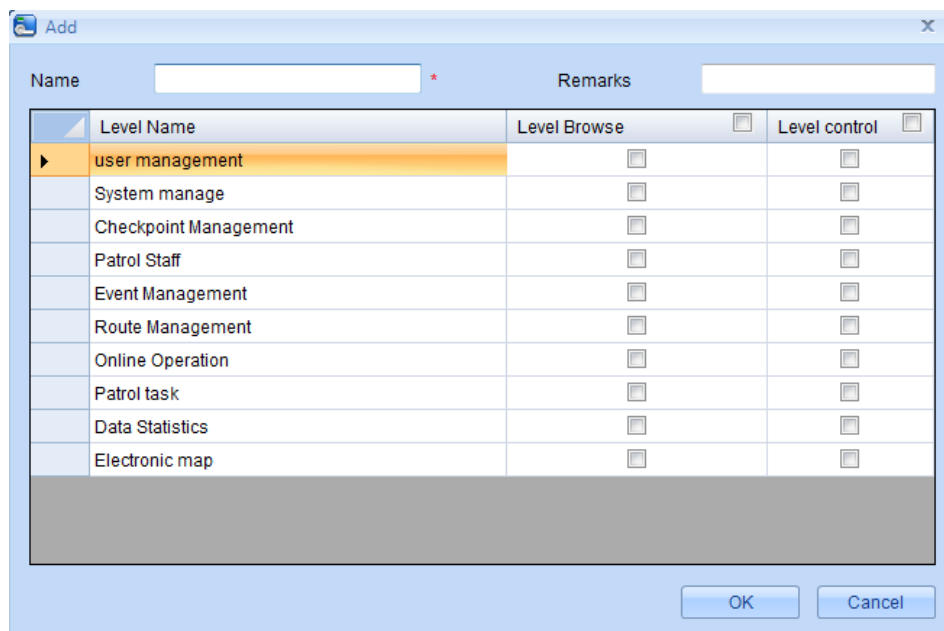 Add
Name * Remarks
Level Name Level Browse Level control
user management
System manage
Checkpoint Management
Patrol Staff
Event Management
Route Management
Online Operation
Patrol task
Data Statistics
Electronic map
OK Cancel